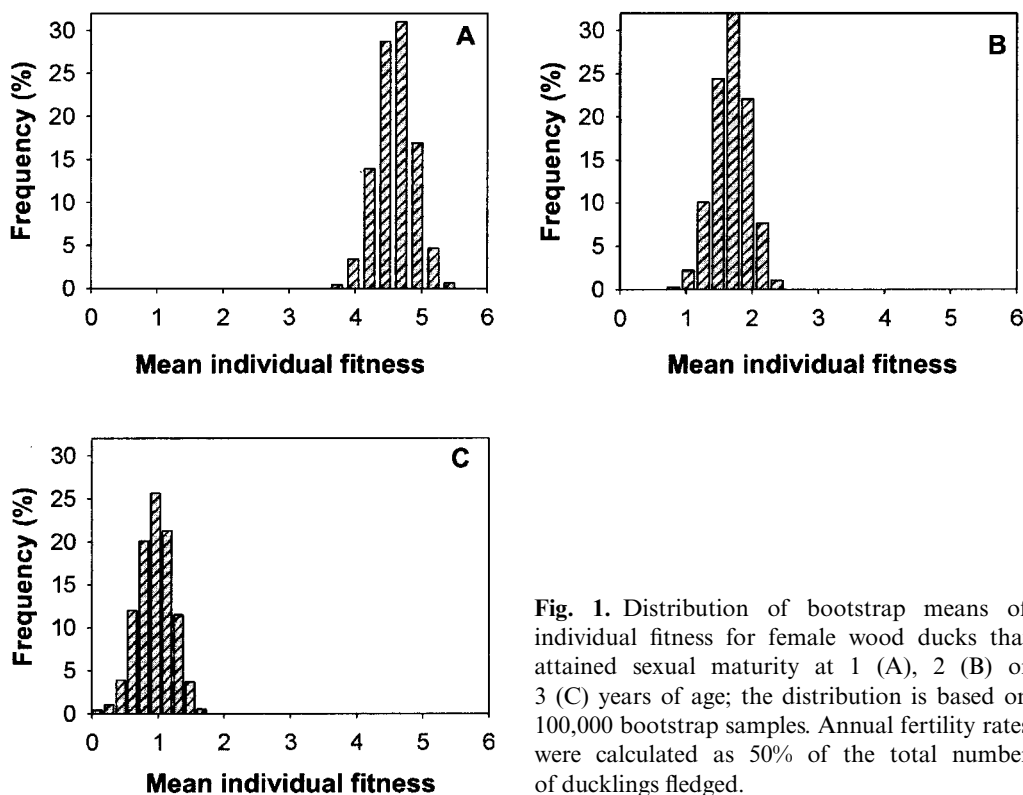 A
30
25
20
15
10
5
0
Frequency (%)
0 1 2 3 4 5 6
Mean individual fitness
B
30
25
20
15
10
5
0
Frequency (%)
0 1 2 3 4 5 6
Mean individual fitness
C
30
25
20
15
10
5
0
Frequency (%)
0 1 2 3 4 5 6
Mean individual fitness
Fig. 1. Distribution of bootstrap means of
individual fitness for female wood ducks tha
attained sexual maturity at 1 (A), 2 (B) o
3 (C) years of age; the distribution is based on
100,000 bootstrap samples. Annual fertility rates
were calculated as 50% of the total number
of ducklings fledged.